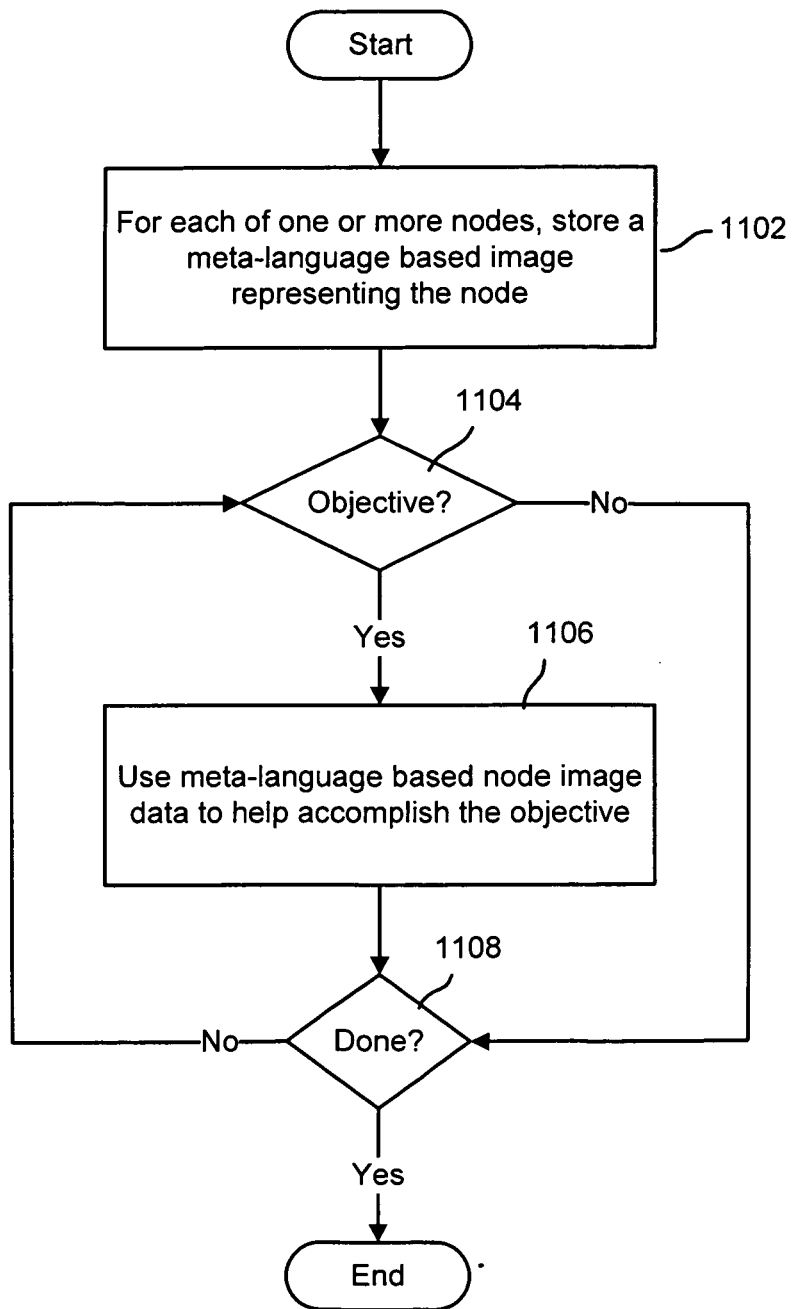 Start
For each of one or more nodes, store a
meta-language based image
representing the node
1102
1104
Objective?
No
Yes
1106
Use meta-language based node image
data to help accomplish the objective
1108
Done?
No
Yes
End